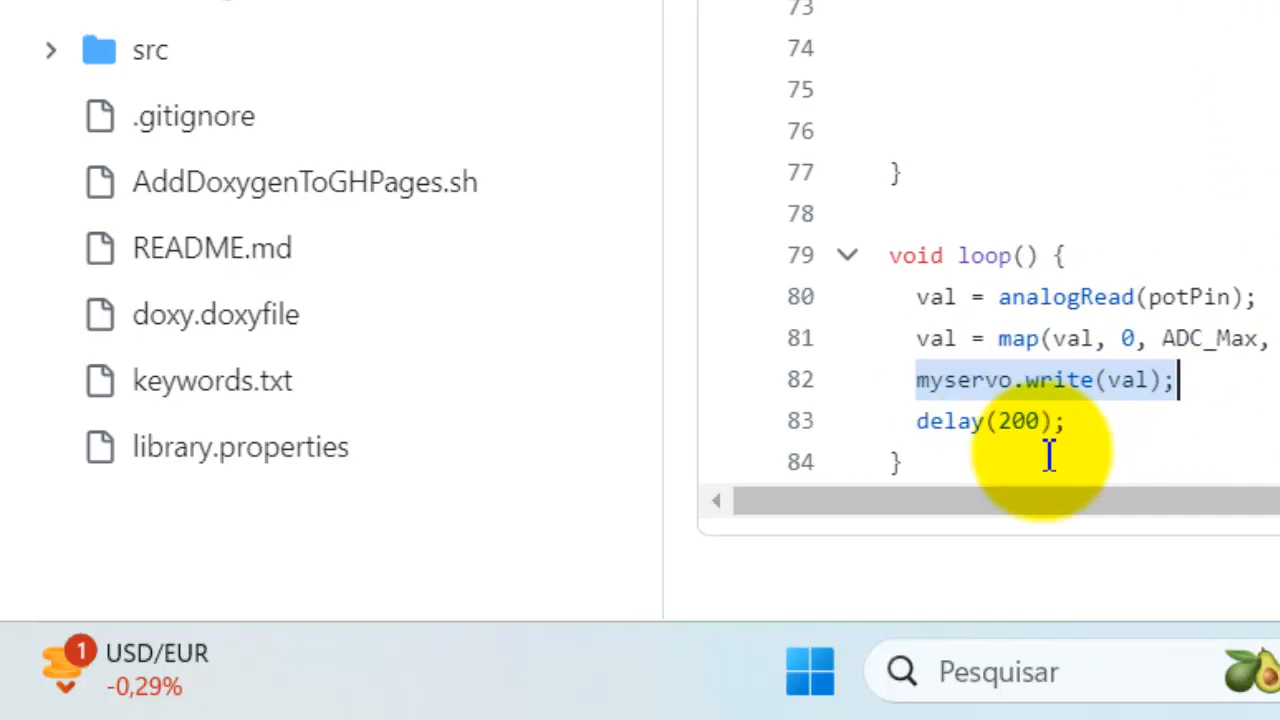 src
.gitignore
AddDoxygenToGHPages.sh
README.md
doxy.doxyfile
keywords.txt
library.properties
73
74
75
76
77 }
78
79 void loop() {
80 val = analogRead(potPin);
81 val = map(val, 0, ADC_Max,
82 myservo.write(val);
83 delay(200);
84 }
1
USD/EUR
-0,29%
Pesquisar